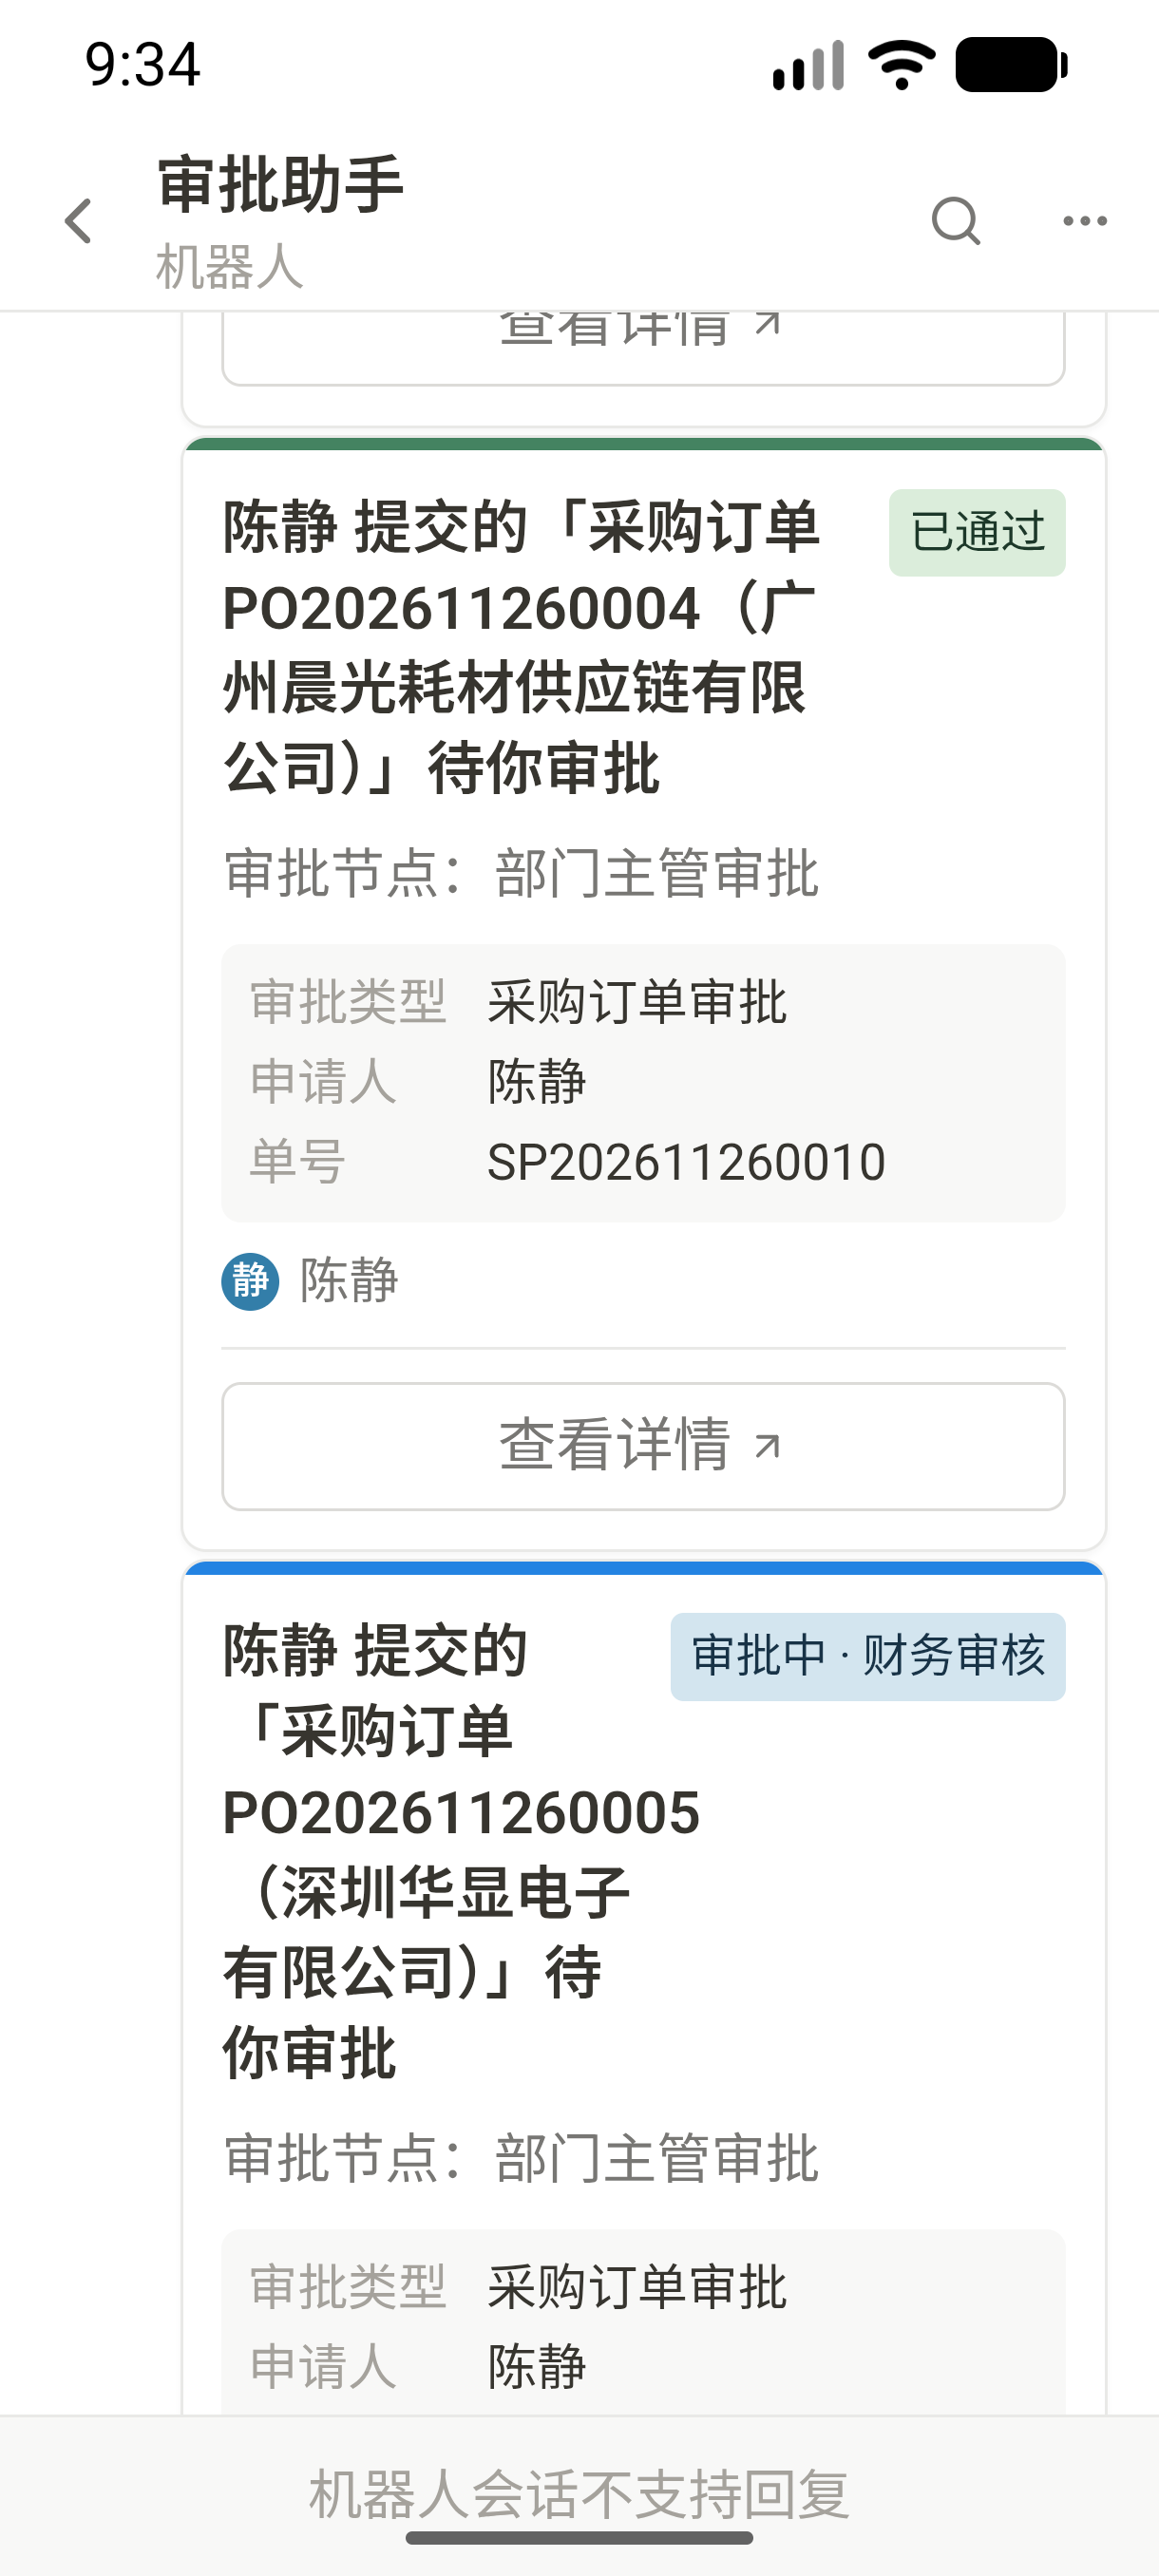 9:34
审批助手
机器人
查看详情
陈静 提交的「采购订单
PO202611260004（广
州晨光耗材供应链有限
公司）」待你审批
已通过
审批节点：部门主管审批
审批类型 采购订单审批
申请人 陈静
单号 SP202611260010
静 陈静
查看详情
陈静 提交的
「采购订单
PO202611260005
（深圳华显电子
有限公司）」待
你审批
审批中 · 财务审核
审批节点：部门主管审批
审批类型 采购订单审批
申请人 陈静
机器人会话不支持回复